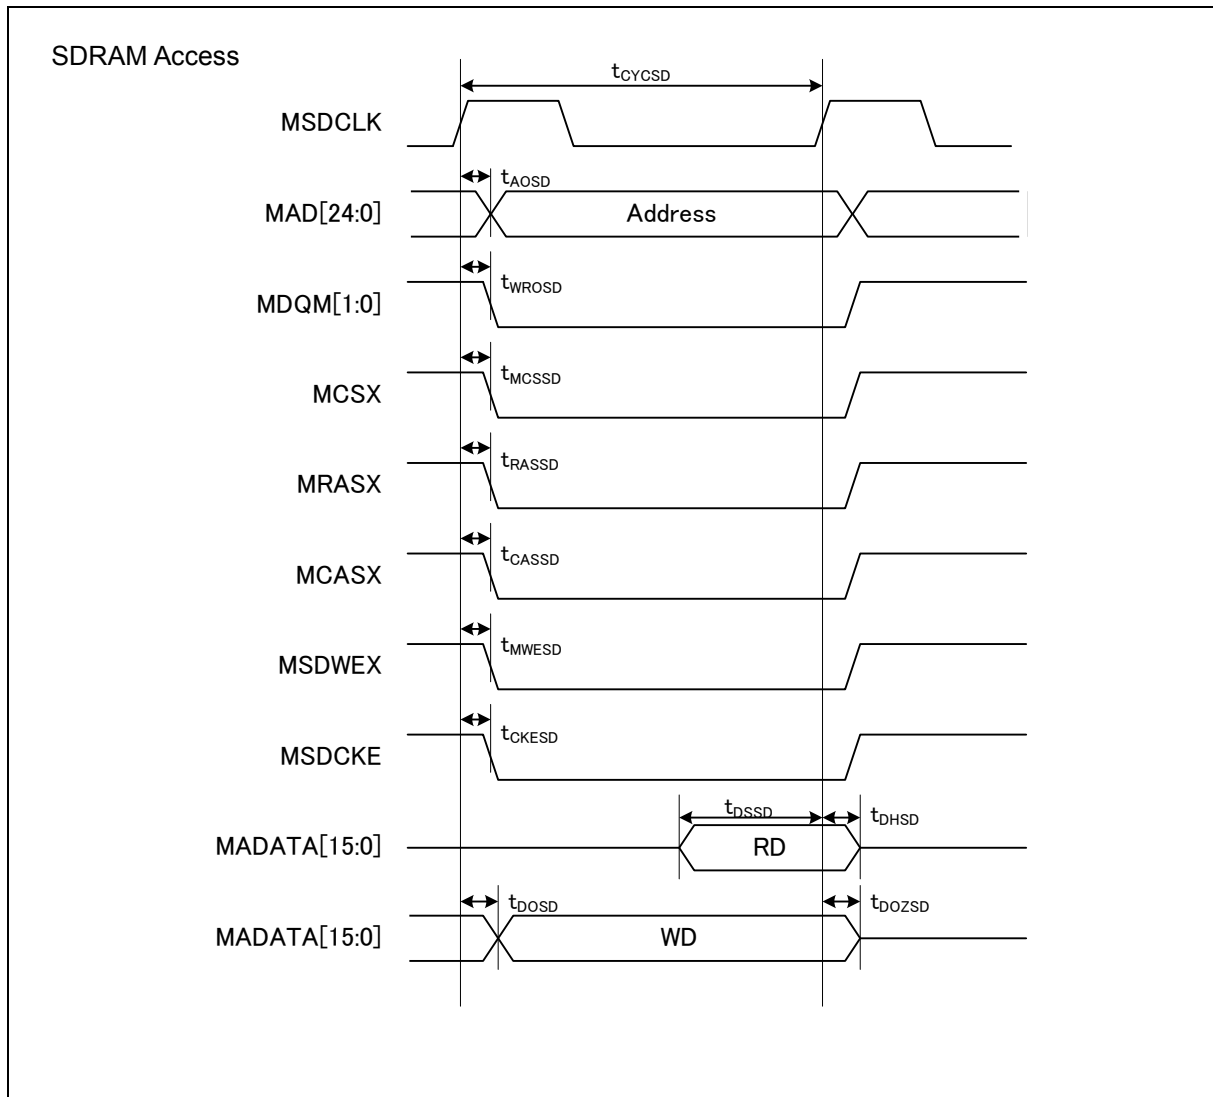 SDRAM Access
tCYCSD
MSDCLK
tAOSD
MAD[24:0]
Address
tWROSD
MDQM[1:0]
tMCSSD
MCSX
tRASSD
MRASX
tCASSD
MCASX
tMWESD
MSDWEX
tCKESD
MSDCKE
tDSSD
tDHSD
MADATA[15:0]
RD
tDOSD
tDOZSD
MADATA[15:0]
WD